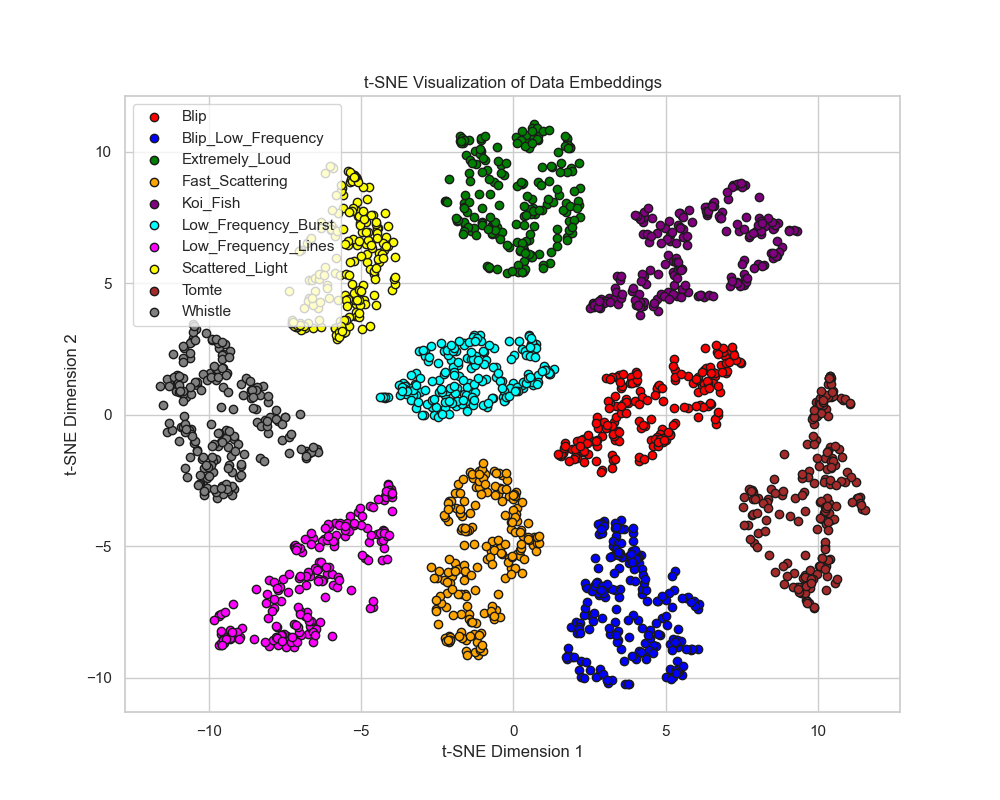 t-SNE Visualization of Data Embeddings
Blip
Blip_Low_Frequency
Extremely_Loud
Fast_Scattering
Koi_Fish
Low_Frequency_Burst
Low_Frequency_Lines
Scattered_Light
Tomte
Whistle
10
5
0
−5
−10
t-SNE Dimension 2
−10
−5
0
5
10
t-SNE Dimension 1